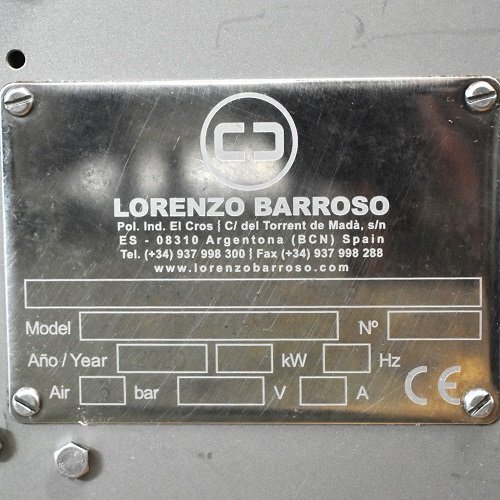 LORENZO BARROSO
Pol. Ind. El Cros | C/ del Torrent de Madà, s/n
ES - 08310 Argentona (BCN) Spain
Tel. (+34) 937 998 300 | Fax (+34) 937 998 288
www.lorenzobarroso.com
Model Nº
Año / Year kW Hz
Air bar V A CE